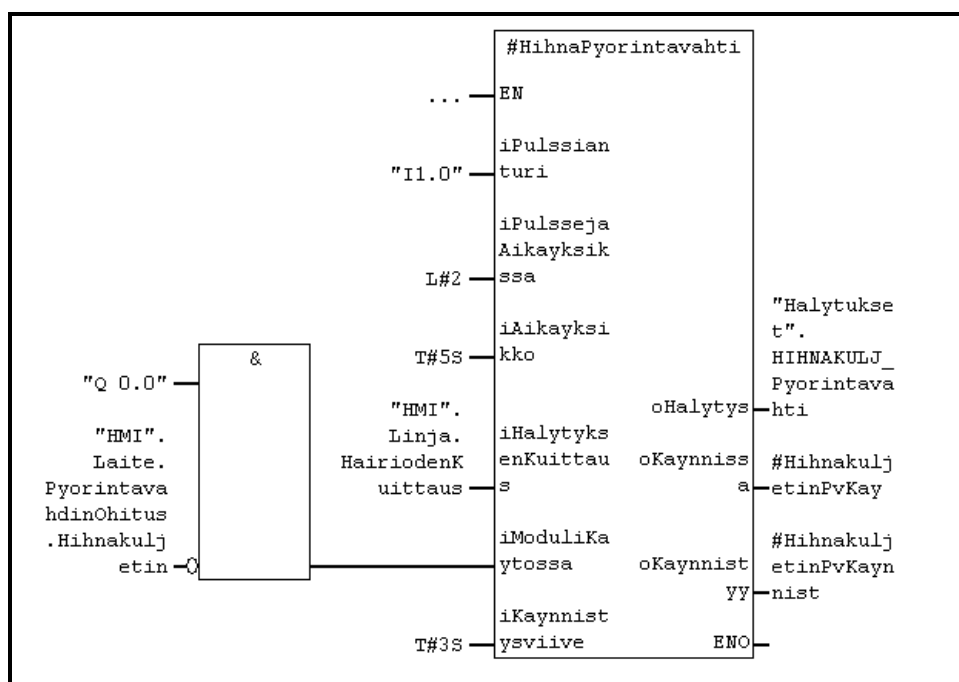 #HihnaPyorintavahti
... EN
iPulssian
"I1.0" turi
iPulsseja
Aikayksik
L#2 ssa
iAikayksi
T#5S kko
&
"Q 0.0"
"HMI".
Laite.
Pyorintava
hdinOhitus
.Hihnakulj
etin
"HMI".
Linja.
HairiodenK
uittaus
iHalytyks
enKuittau
s
iModuliKa
ytossa
iKaynnist
T#3S ysviive
oHalytys
"Halytukse
t".
HIHNAKULJ_
Pyorintava
hti
oKaynniss
a
#Hihnakulj
etinPvKay
oKaynnist
yy
#Hihnakulj
etinPvKayn
nist
ENO